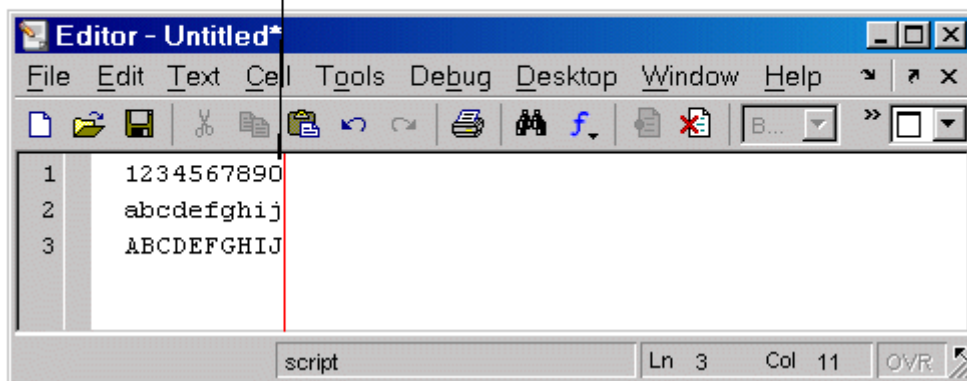 Editor - Untitled*
File Edit Text Cell Tools Debug Desktop Window Help
B...
1 1234567890
2 abcdefghij
3 ABCDEFGHIJ
script Ln 3 Col 11 OVR